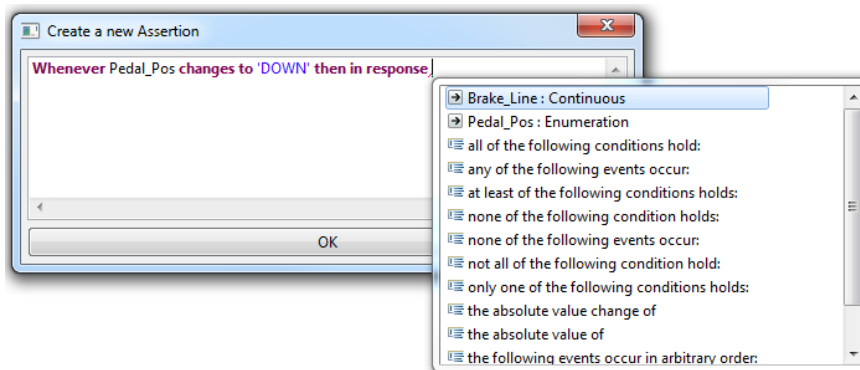 Create a new Assertion
Whenever Pedal_Pos changes to 'DOWN' then in response
Brake_Line : Continuous
Pedal_Pos : Enumeration
all of the following conditions hold:
any of the following events occur:
at least of the following conditions holds:
none of the following condition holds:
none of the following events occur:
not all of the following condition hold:
only one of the following conditions holds:
the absolute value change of
the absolute value of
the following events occur in arbitrary order:
OK